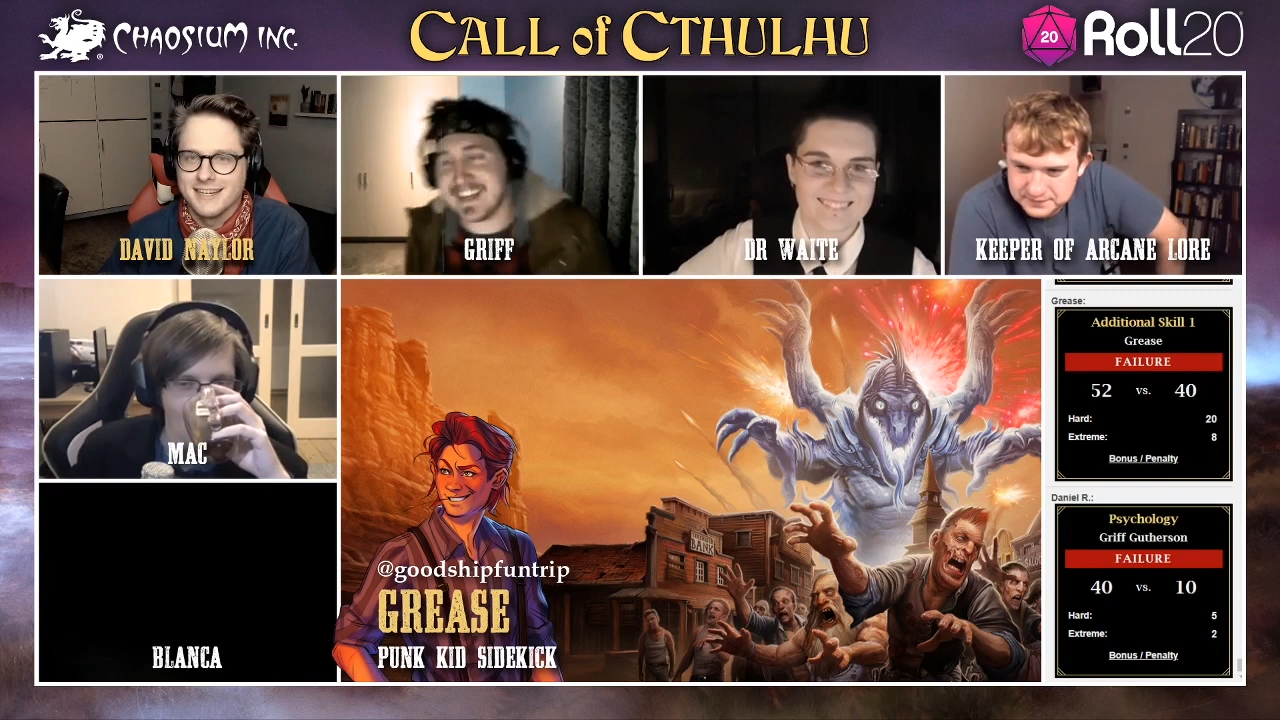 CHAOSIUM INC.
CALL of CTHULHU
20
Roll20
DAVID NAYLOR
GRIFF
DR WAITE
KEEPER OF ARCANE LORE
MAC
BLANCA
@goodshipfuntrip
GREASE
PUNK KID SIDEKICK
BANK
Grease:
Additional Skill 1
Grease
FAILURE
52 vs. 40
Hard: 20
Extreme: 8
Bonus / Penalty
Daniel R.:
Psychology
Griff Gutherson
FAILURE
40 vs. 10
Hard: 5
Extreme: 2
Bonus / Penalty